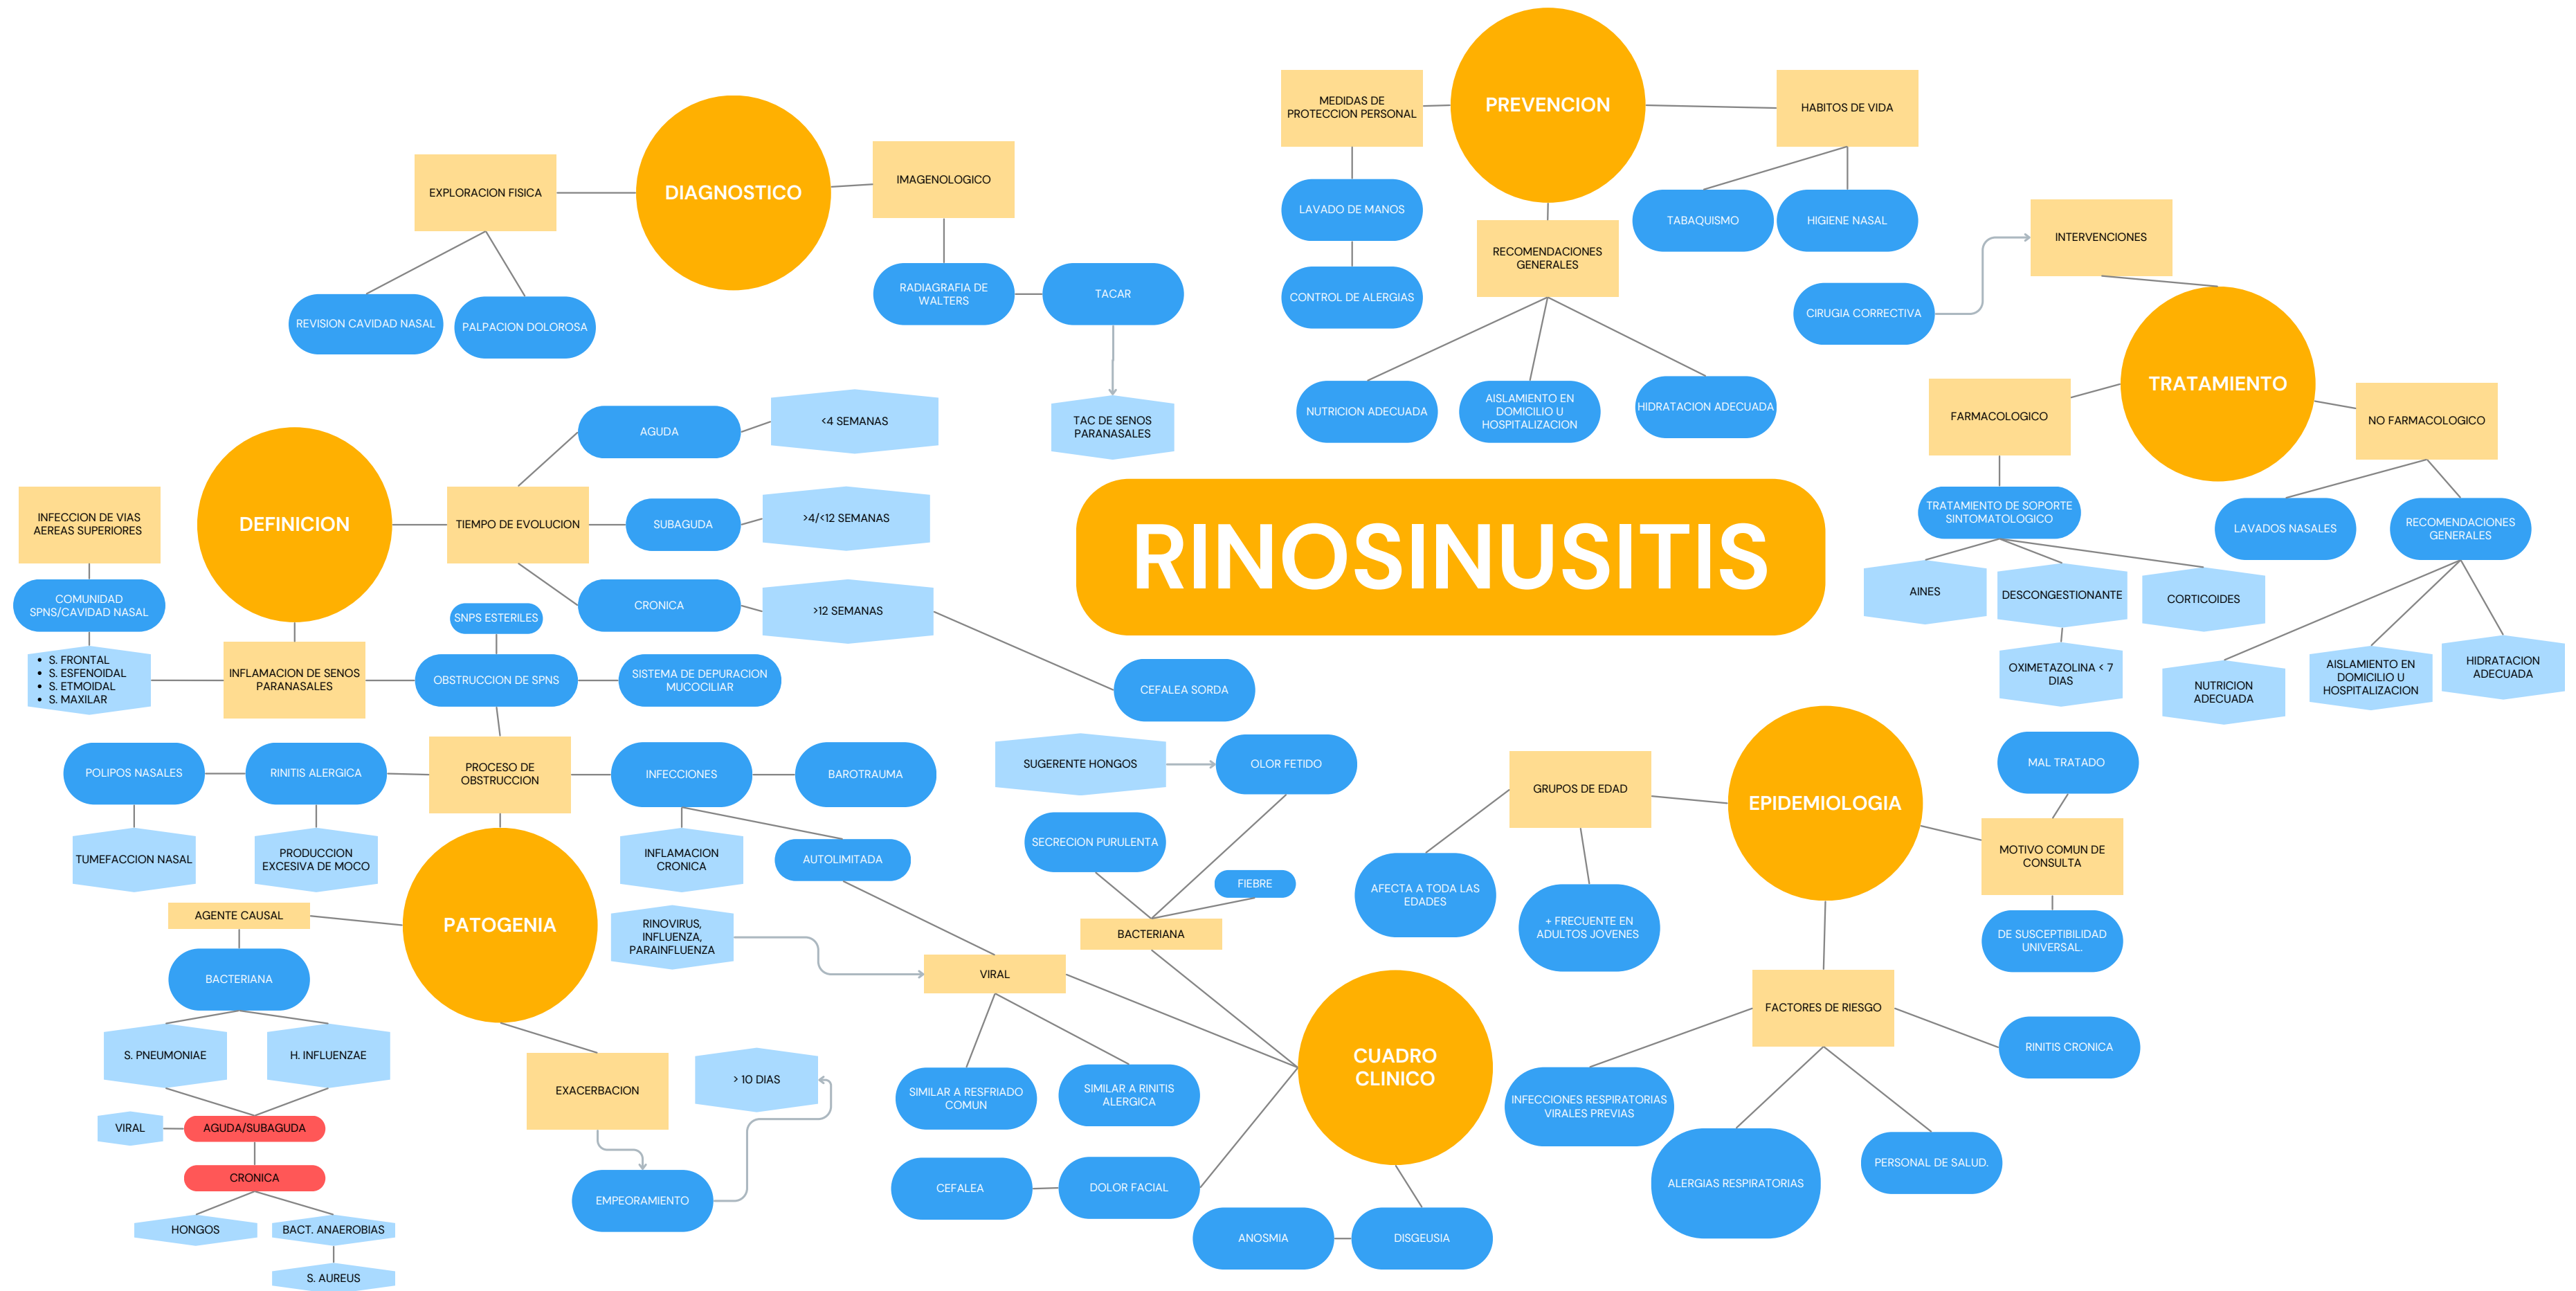 RINOSINUSITIS
DIAGNOSTICO
EXPLORACION FISICA
REVISION CAVIDAD NASAL
PALPACION DOLOROSA
IMAGENOLOGICO
RADIAGRAFIA DE
WALTERS
TACAR
TAC DE SENOS
PARANASALES
PREVENCION
MEDIDAS DE
PROTECCION PERSONAL
LAVADO DE MANOS
CONTROL DE ALERGIAS
RECOMENDACIONES
GENERALES
NUTRICION ADECUADA
AISLAMIENTO EN
DOMICILIO U
HOSPITALIZACION
HIDRATACION ADECUADA
HABITOS DE VIDA
TABAQUISMO
HIGIENE NASAL
TRATAMIENTO
INTERVENCIONES
CIRUGIA CORRECTIVA
FARMACOLOGICO
TRATAMIENTO DE SOPORTE
SINTOMATOLOGICO
AINES
DESCONGESTIONANTE
CORTICOIDES
OXIMETAZOLINA < 7
DIAS
NO FARMACOLOGICO
LAVADOS NASALES
RECOMENDACIONES
GENERALES
NUTRICION
ADECUADA
AISLAMIENTO EN
DOMICILIO U
HOSPITALIZACION
HIDRATACION
ADECUADA
DEFINICION
TIEMPO DE EVOLUCION
AGUDA
<4 SEMANAS
SUBAGUDA
>4/<12 SEMANAS
CRONICA
>12 SEMANAS
CEFALEA SORDA
INFECCION DE VIAS
AEREAS SUPERIORES
COMUNIDAD
SPNS/CAVIDAD NASAL
• S. FRONTAL
• S. ESFENOIDAL
• S. ETMOIDAL
• S. MAXILAR
INFLAMACION DE SENOS
PARANASALES
SNPS ESTERILES
OBSTRUCCION DE SPNS
SISTEMA DE DEPURACION
MUCOCILIAR
PROCESO DE
OBSTRUCCION
POLIPOS NASALES
RINITIS ALERGICA
TUMEFACCION NASAL
PRODUCCION
EXCESIVA DE MOCO
INFECCIONES
BAROTRAUMA
INFLAMACION
CRONICA
AUTOLIMITADA
PATOGENIA
AGENTE CAUSAL
BACTERIANA
S. PNEUMONIAE
H. INFLUENZAE
VIRAL
AGUDA/SUBAGUDA
CRONICA
HONGOS
BACT. ANAEROBIAS
S. AUREUS
EXACERBACION
EMPEORAMIENTO
> 10 DIAS
CUADRO
CLINICO
SUGERENTE HONGOS
OLOR FETIDO
SECRECION PURULENTA
FIEBRE
BACTERIANA
RINOVIRUS,
INFLUENZA,
PARAINFLUENZA
VIRAL
SIMILAR A RESFRIADO
COMUN
SIMILAR A RINITIS
ALERGICA
CEFALEA
DOLOR FACIAL
ANOSMIA
DISGEUSIA
EPIDEMIOLOGIA
GRUPOS DE EDAD
AFECTA A TODA LAS
EDADES
+ FRECUENTE EN
ADULTOS JOVENES
MAL TRATADO
MOTIVO COMUN DE
CONSULTA
DE SUSCEPTIBILIDAD
UNIVERSAL.
FACTORES DE RIESGO
INFECCIONES RESPIRATORIAS
VIRALES PREVIAS
ALERGIAS RESPIRATORIAS
PERSONAL DE SALUD.
RINITIS CRONICA